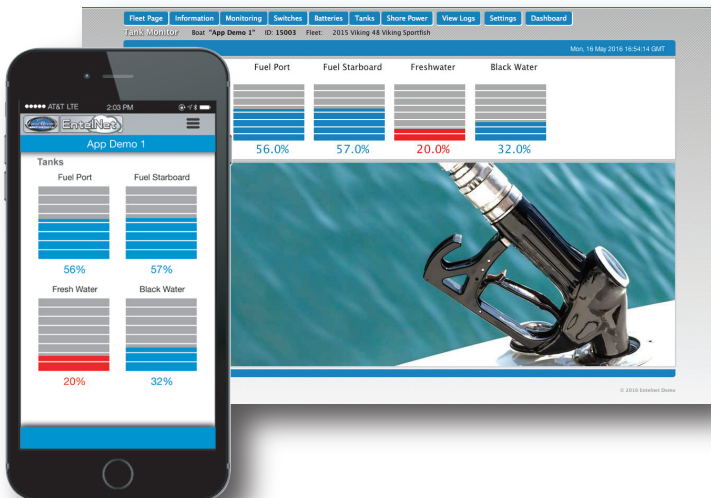 Fleet Page Information Monitoring Switches Batteries Tanks Shore Power View Logs Settings Dashboard
Tank Monitor Boat "App Demo 1" ID: 15003 Fleet: 2015 Viking 48 Viking Sportfish
Mon, 16 May 2016 16:54:14 GMT
Fuel Port Fuel Starboard Freshwater Black Water
56.0% 57.0% 20.0% 32.0%
© 2016 Entelnet Demo
AT&T LTE 2:03 PM
EntelNet
App Demo 1
Tanks
Fuel Port Fuel Starboard
56% 57%
Fresh Water Black Water
20% 32%